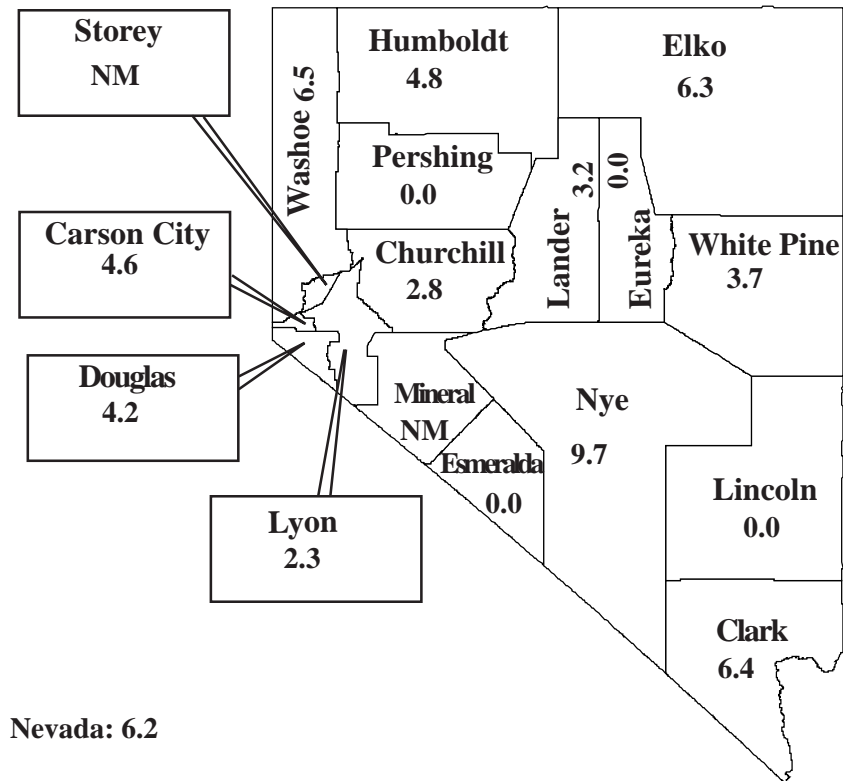 Storey
NM
Humboldt
4.8
Elko
6.3
Washoe 6.5
Pershing
0.0
Lander 3.2
Eureka 0.0
Carson City
4.6
Churchill
2.8
White Pine
3.7
Douglas
4.2
Mineral
NM
Nye
9.7
Esmeralda
0.0
Lincoln
0.0
Lyon
2.3
Clark
6.4
Nevada: 6.2